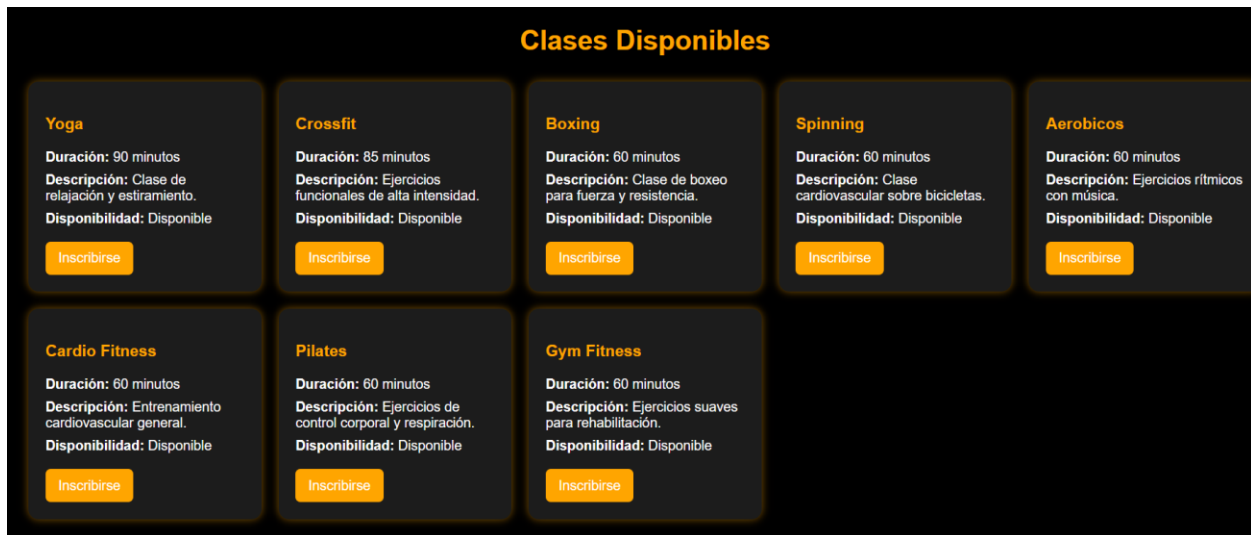 Clases Disponibles
Yoga
Duración: 90 minutos
Descripción: Clase de
relajación y estiramiento.
Disponibilidad: Disponible
Inscribirse
Crossfit
Duración: 85 minutos
Descripción: Ejercicios
funcionales de alta intensidad.
Disponibilidad: Disponible
Inscribirse
Boxing
Duración: 60 minutos
Descripción: Clase de boxeo
para fuerza y resistencia.
Disponibilidad: Disponible
Inscribirse
Spinning
Duración: 60 minutos
Descripción: Clase
cardiovascular sobre bicicletas.
Disponibilidad: Disponible
Inscribirse
Aerobicos
Duración: 60 minutos
Descripción: Ejercicios rítmicos
con música.
Disponibilidad: Disponible
Inscribirse
Cardio Fitness
Duración: 60 minutos
Descripción: Entrenamiento
cardiovascular general.
Disponibilidad: Disponible
Inscribirse
Pilates
Duración: 60 minutos
Descripción: Ejercicios de
control corporal y respiración.
Disponibilidad: Disponible
Inscribirse
Gym Fitness
Duración: 60 minutos
Descripción: Ejercicios suaves
para rehabilitación.
Disponibilidad: Disponible
Inscribirse